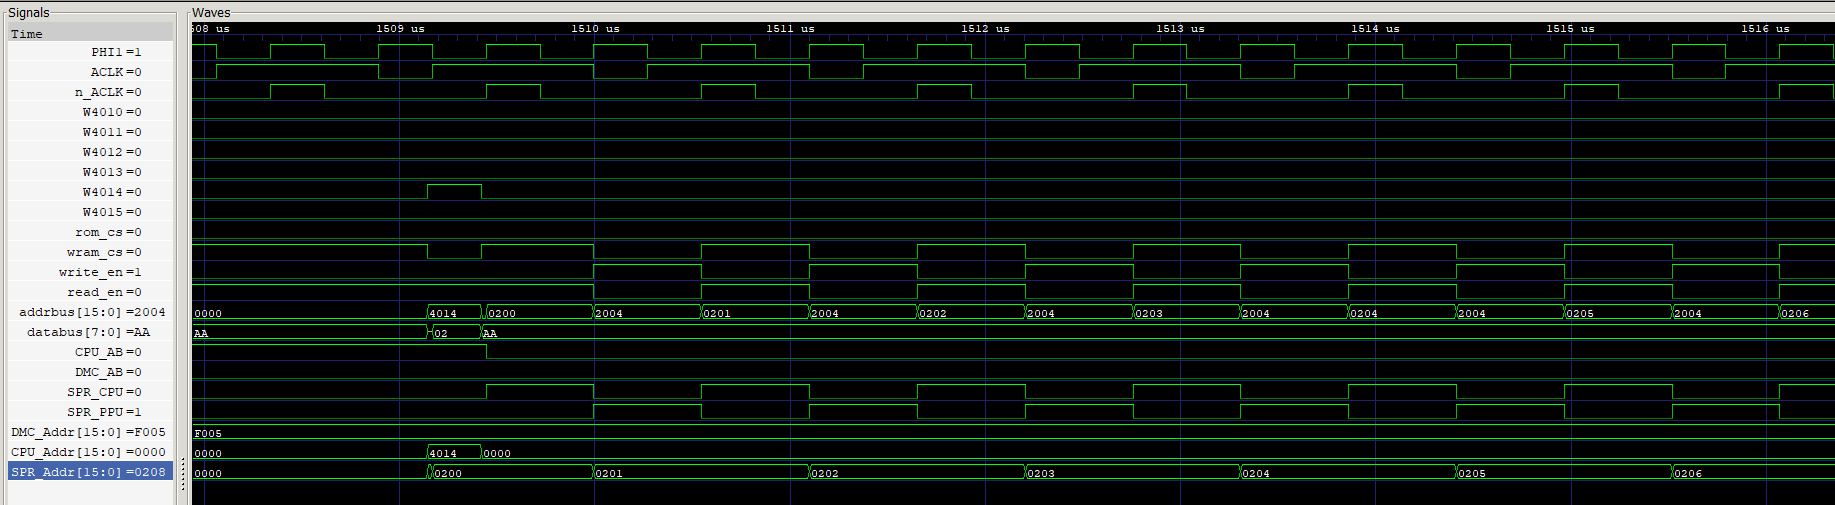 Signals
Waves
Time
508 us 1509 us 1510 us 1511 us 1512 us 1513 us 1514 us 1515 us 1516 us
PHI1=1
ACLK=0
n_ACLK=0
W4010=0
W4011=0
W4012=0
W4013=0
W4014=0
W4015=0
rom_cs=0
wram_cs=0
write_en=1
read_en=0
addrbus[15:0]=2004 0000 4014 0200 2004 0201 2004 0202 2004 0203 2004 0204 2004 0205 2004 0206
databus[7:0]=AA AA 02 AA
CPU_AB=0
DMC_AB=0
SPR_CPU=0
SPR_PPU=1
DMC_Addr[15:0]=F005 F005
CPU_Addr[15:0]=0000 0000 4014 0000
SPR_Addr[15:0]=0208 0000 0200 0201 0202 0203 0204 0205 0206